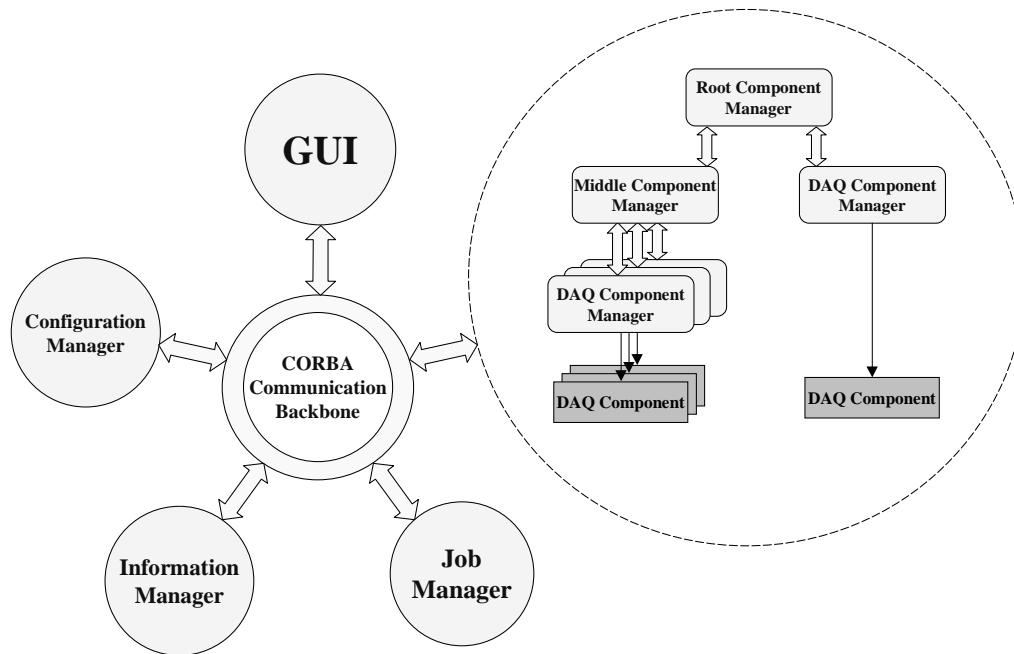 GUI
Configuration
Manager
CORBA
Communication
Backbone
Information
Manager
Job
Manager
Root Component
Manager
Middle Component
Manager
DAQ Component
Manager
DAQ Component
Manager
DAQ Component
DAQ Component